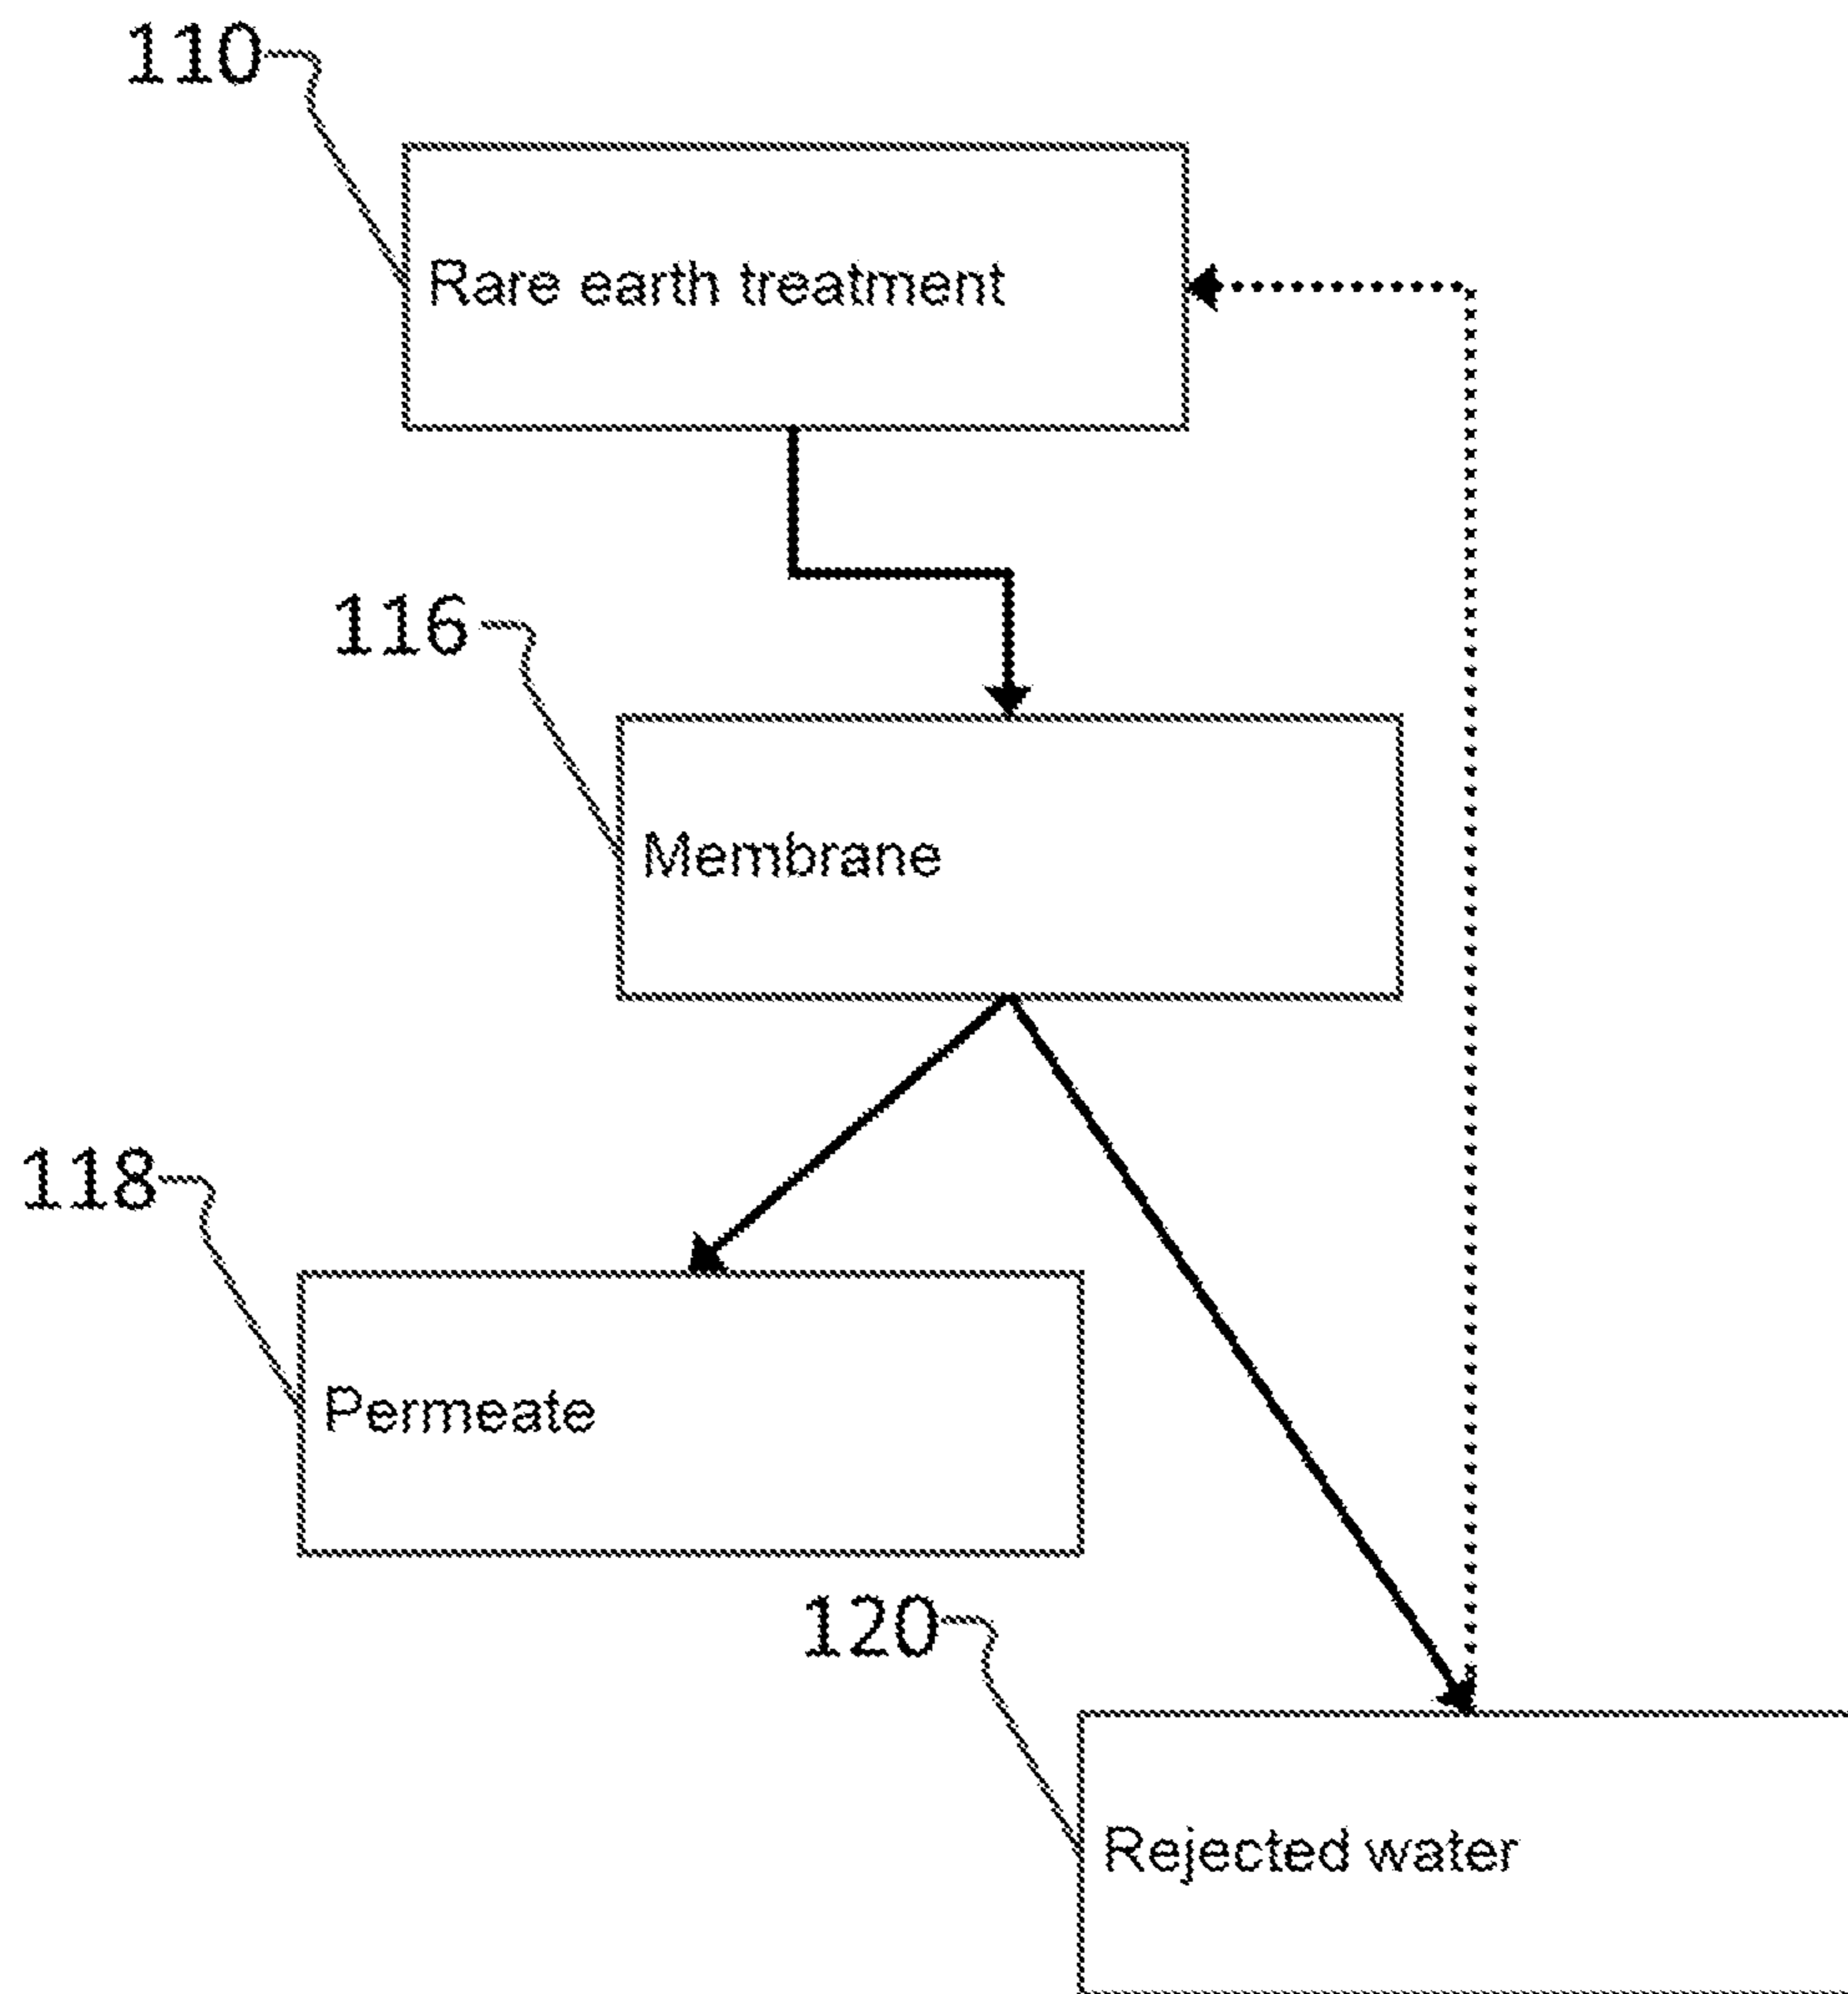 110
Rare earth treatment
116
Membrane
118
Permeate
120
Rejected water